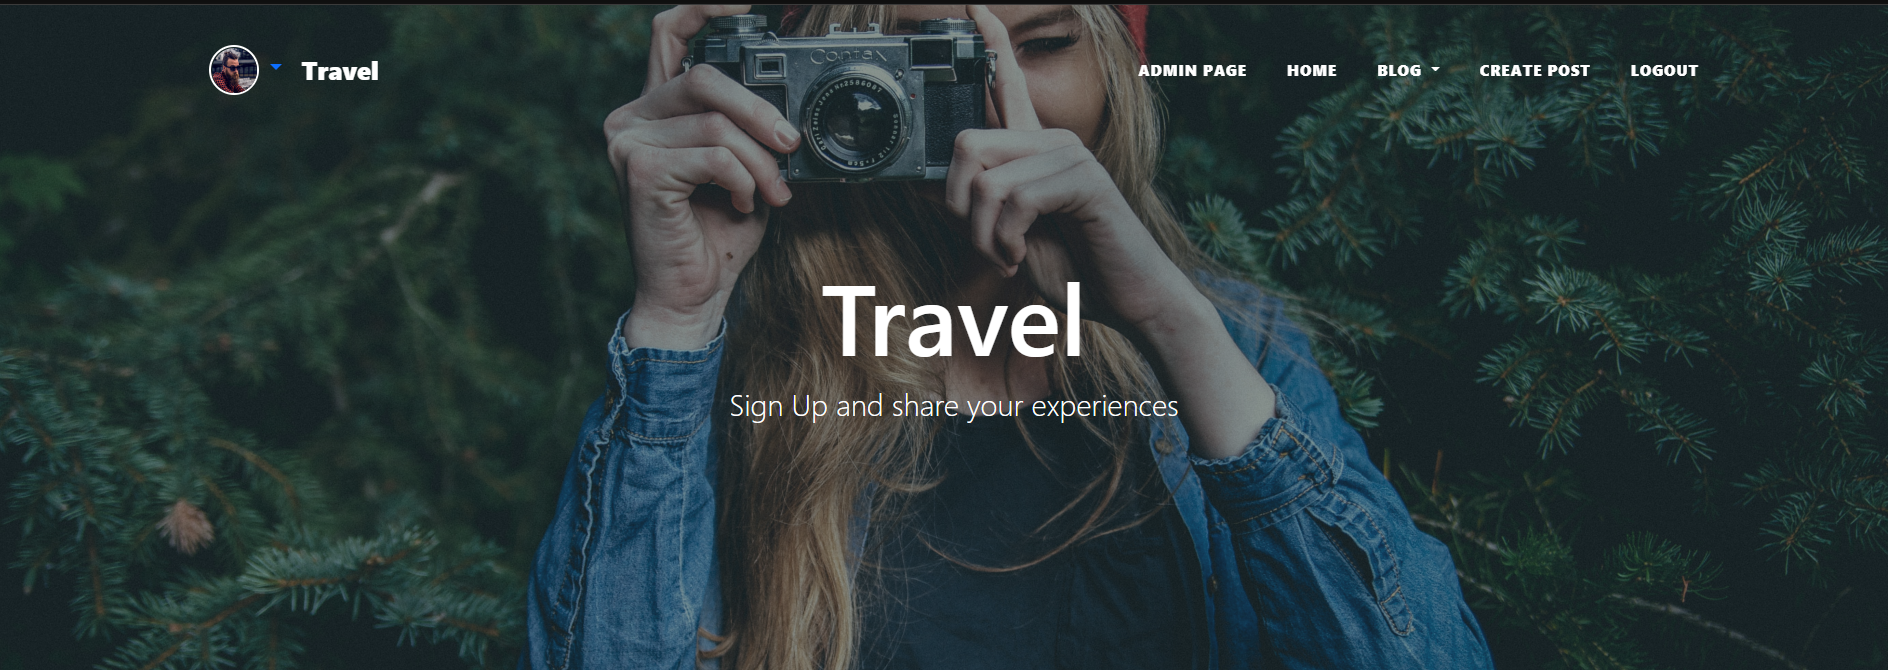 Travel
ADMIN PAGE
HOME
BLOG
CREATE POST
LOGOUT
Contax
Travel
Sign Up and share your experiences